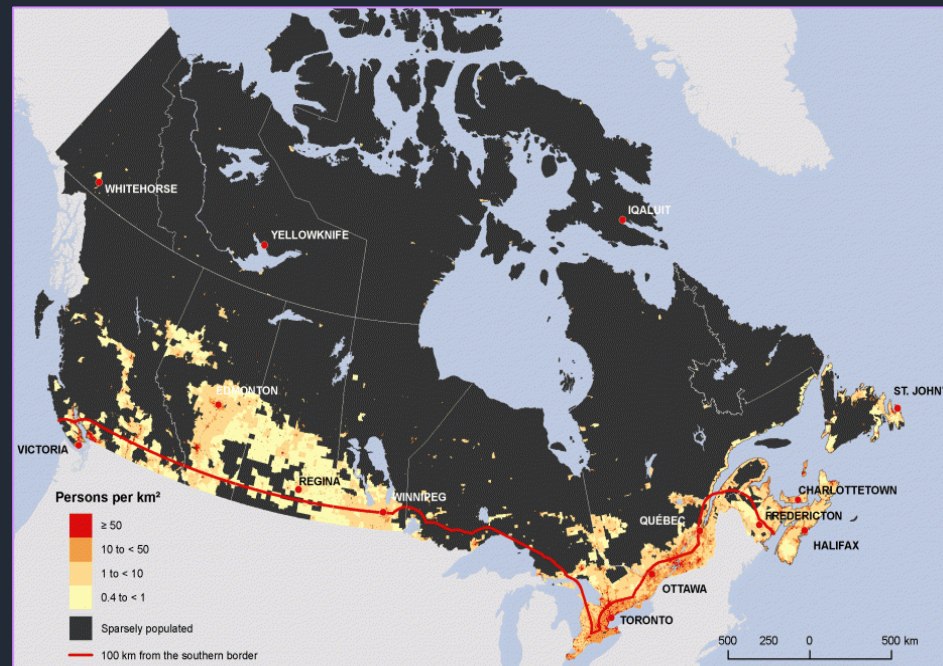 WHITEHORSE
IQALUIT
YELLOWKNIFE
EDMONTON
ST. JOHN'
VICTORIA
REGINA
WINNIPEG
CHARLOTTETOWN
FREDERICTON
QUÉBEC
HALIFAX
OTTAWA
TORONTO
Persons per km²
≥ 50
10 to < 50
1 to < 10
0.4 to < 1
Sparsely populated
100 km from the southern border
500 250 0 500 km